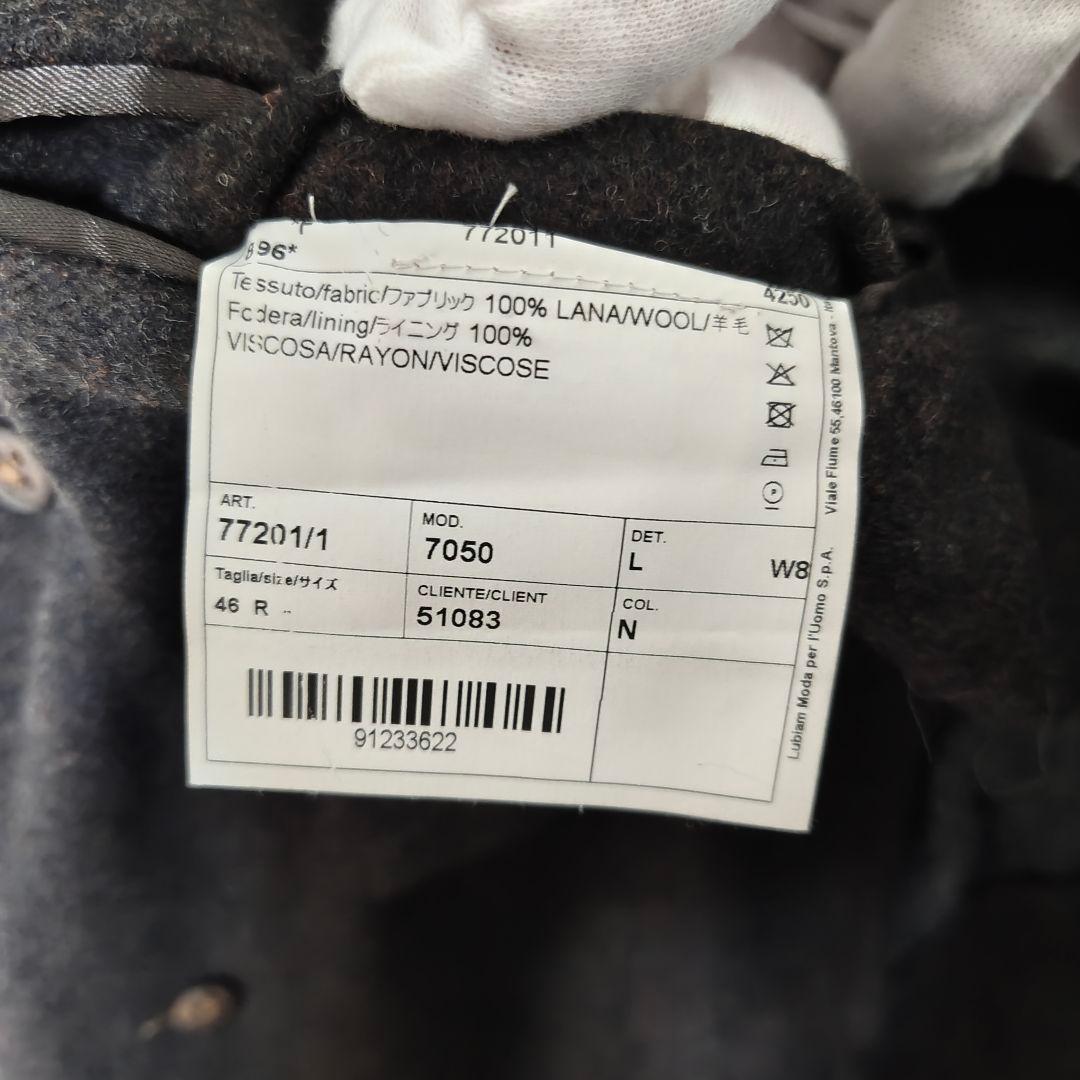 772011
896*
4250
Tessuto/fabric/ファブリック 100% LANA/WOOL/羊毛
Fodera/lining/ライニング 100%
VISCOSA/RAYON/VISCOSE
ART.
77201/1
MOD.
7050
DET.
L
W8
Taglia/size/サイズ
46 R
CLIENTE/CLIENT
51083
COL.
N
91233622
Lubiam Moda per l'Uomo S.p.A. Viale Fiume 55,46100 Mantova -